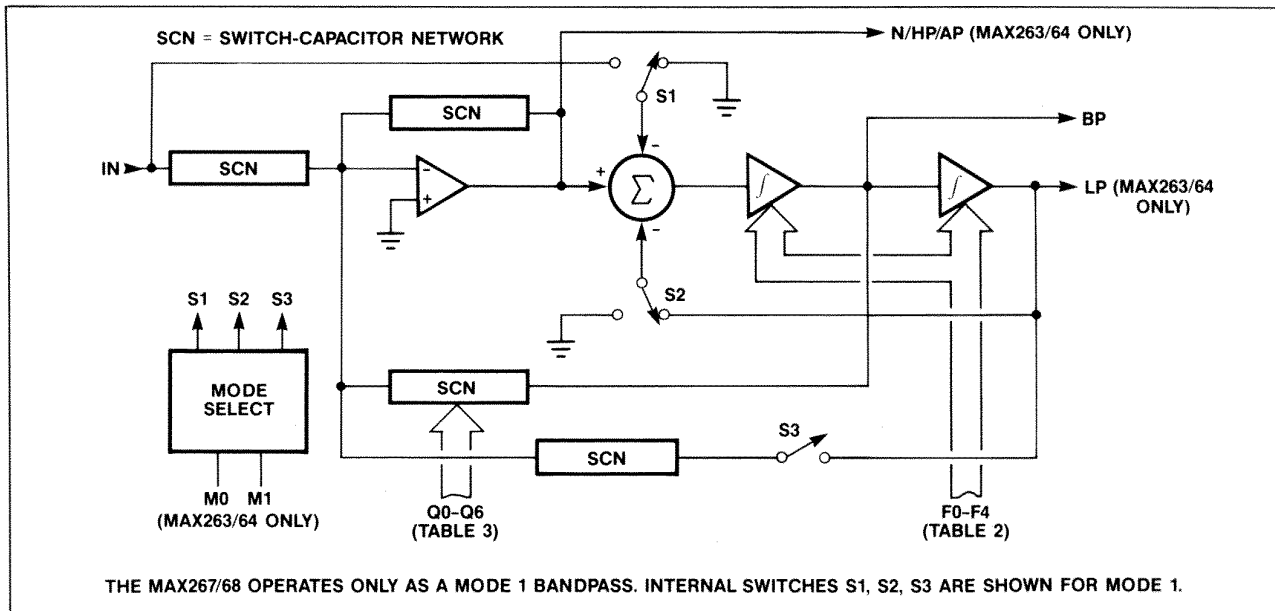 SCN = SWITCH-CAPACITOR NETWORK
N/HP/AP (MAX263/64 ONLY)
S1
SCN
BP
IN
SCN
-
+
+
-
Σ
-
∫
∫
LP (MAX263/64
ONLY)
S2
S1 S2 S3
MODE
SELECT
SCN
S3
SCN
M0 M1
(MAX263/64 ONLY)
Q0-Q6
(TABLE 3)
F0-F4
(TABLE 2)
THE MAX267/68 OPERATES ONLY AS A MODE 1 BANDPASS. INTERNAL SWITCHES S1, S2, S3 ARE SHOWN FOR MODE 1.